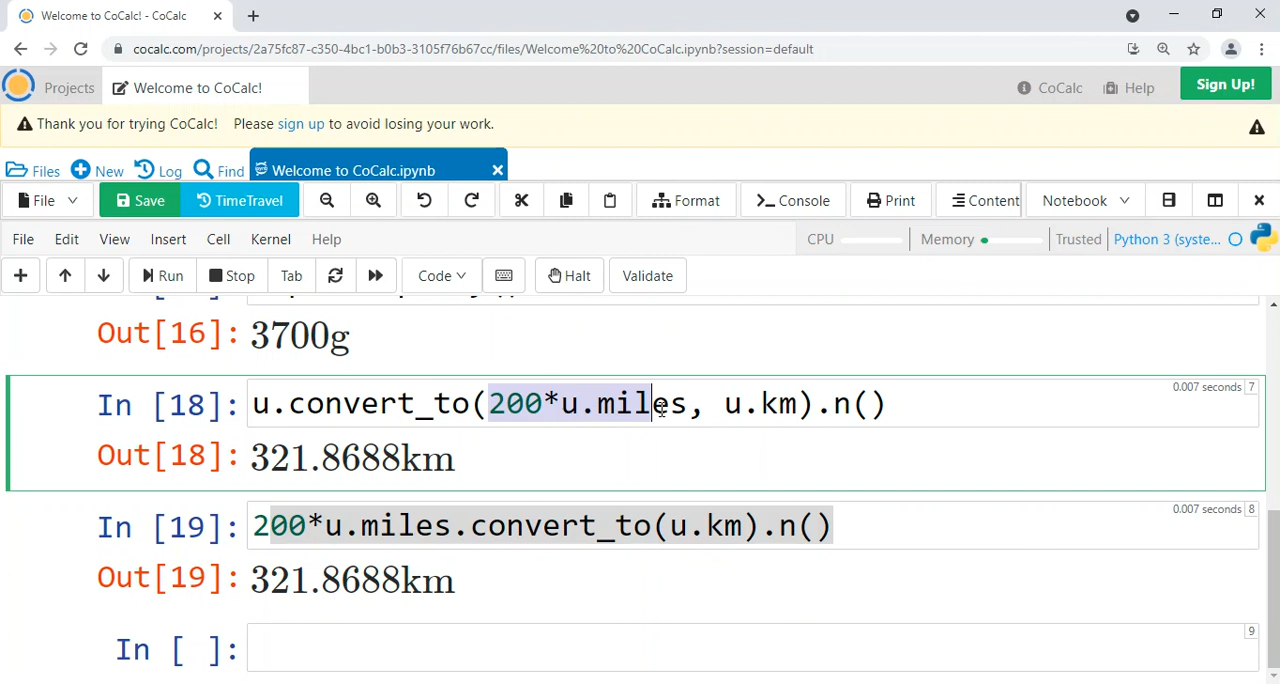 Welcome to CoCalc! - CoCalc
cocalc.com/projects/2a75fc87-c350-4bc1-b0b3-3105f76b67cc/files/Welcome%20to%20CoCalc.ipynb?session=default
Projects Welcome to CoCalc! CoCalc Help Sign Up!
Thank you for trying CoCalc! Please sign up to avoid losing your work.
Files New Log Find Welcome to CoCalc.ipynb
File Save TimeTravel Format Console Print Content Notebook
File Edit View Insert Cell Kernel Help CPU Memory Trusted Python 3 (syste...
Run Stop Tab Code Halt Validate
Out[16]: 3700g
In [18]: u.convert_to(200*u.miles, u.km).n() 0.007 seconds 7
Out[18]: 321.8688km
In [19]: 200*u.miles.convert_to(u.km).n() 0.007 seconds 8
Out[19]: 321.8688km
In [ ]: 9